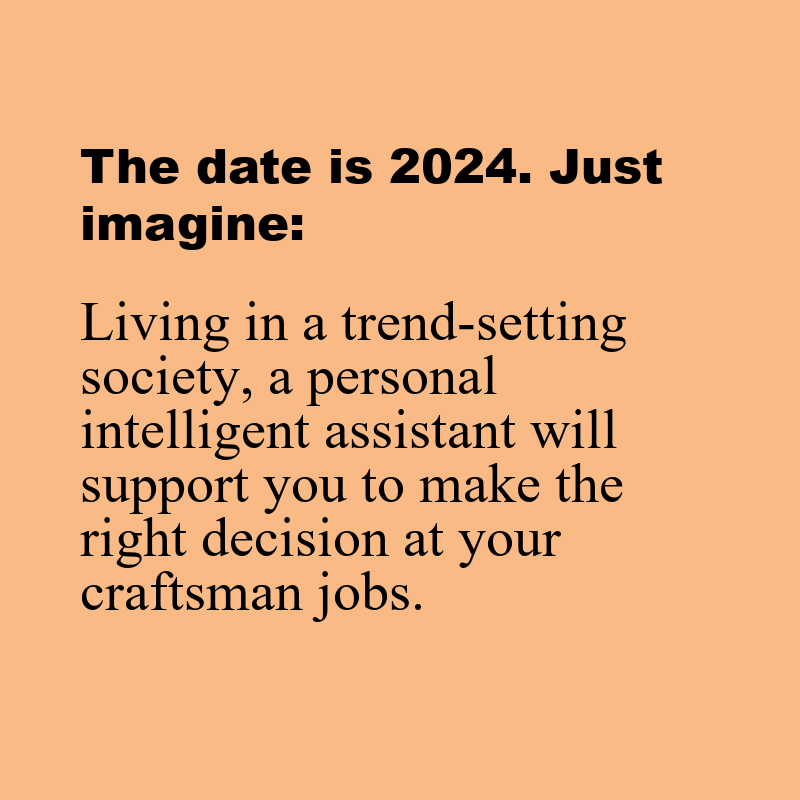 The date is 2024. Just
imagine:
Living in a trend-setting
society, a personal
intelligent assistant will
support you to make the
right decision at your
craftsman jobs.